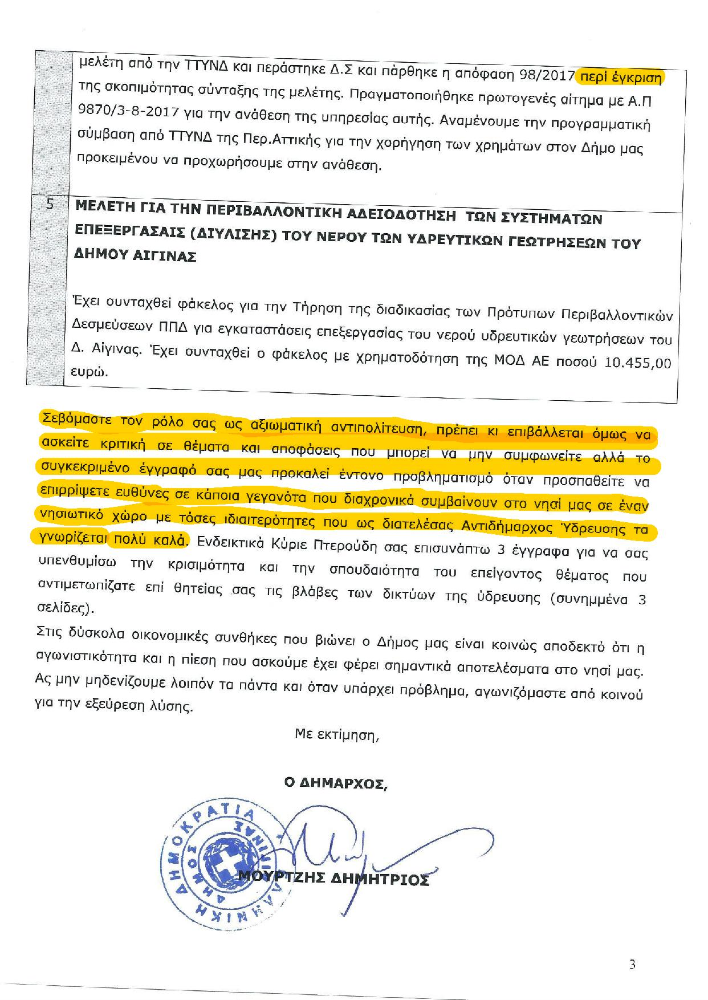 μελέτη από την ΤΤΥΝΔ και περάστηκε Δ.Σ και πάρθηκε η απόφαση 98/2017 περί έγκριση
της σκοπιμότητας σύνταξης της μελέτης. Πραγματοποιήθηκε πρωτογενές αίτημα με Α.Π
9870/3-8-2017 για την ανάθεση της υπηρεσίας αυτής. Αναμένουμε την προγραμματική
σύμβαση από ΤΤΥΝΔ της Περ.Αττικής για την χορήγηση των χρημάτων στον Δήμο μας
προκειμένου να προχωρήσουμε στην ανάθεση.
5
ΜΕΛΕΤΗ ΓΙΑ ΤΗΝ ΠΕΡΙΒΑΛΛΟΝΤΙΚΗ ΑΔΕΙΟΔΟΤΗΣΗ ΤΩΝ ΣΥΣΤΗΜΑΤΩΝ
ΕΠΕΞΕΡΓΑΣΑΙΣ (ΔΙΥΛΙΣΗΣ) ΤΟΥ ΝΕΡΟΥ ΤΩΝ ΥΔΡΕΥΤΙΚΩΝ ΓΕΩΤΡΗΣΕΩΝ ΤΟΥ
ΔΗΜΟΥ ΑΙΓΙΝΑΣ
Έχει συνταχθεί φάκελος για την Τήρηση της διαδικασίας των Πρότυπων Περιβαλλοντικών
Δεσμεύσεων ΠΠΔ για εγκαταστάσεις επεξεργασίας του νερού υδρευτικών γεωτρήσεων του
Δ. Αίγινας. Έχει συνταχθεί ο φάκελος με χρηματοδότηση της ΜΟΔ ΑΕ ποσού 10.455,00
ευρώ.
Σεβόμαστε τον ρόλο σας ως αξιωματική αντιπολίτευση, πρέπει κι επιβάλλεται όμως να
ασκείτε κριτική σε θέματα και αποφάσεις που μπορεί να μην συμφωνείτε αλλά το
συγκεκριμένο έγγραφό σας μας προκαλεί έντονο προβληματισμό όταν προσπαθείτε να
επιρρίψετε ευθύνες σε κάποια γεγονότα που διαχρονικά συμβαίνουν στο νησί μας σε έναν
νησιωτικό χώρο με τόσες ιδιαιτερότητες που ως διατελέσας Αντιδήμαρχος Ύδρευσης τα
γνωρίζεται πολύ καλά. Ενδεικτικά Κύριε Πτερούδη σας επισυνάπτω 3 έγγραφα για να σας
υπενθυμίσω την κρισιμότητα και την σπουδαιότητα του επείγοντος θέματος που
αντιμετωπίζατε επί θητείας σας τις βλάβες των δικτύων της ύδρευσης (συνημμένα 3
σελίδες).
Στις δύσκολα οικονομικές συνθήκες που βιώνει ο Δήμος μας είναι κοινώς αποδεκτό ότι η
αγωνιστικότητα και η πίεση που ασκούμε έχει φέρει σημαντικά αποτελέσματα στο νησί μας.
Ας μην μηδενίζουμε λοιπόν τα πάντα και όταν υπάρχει πρόβλημα, αγωνιζόμαστε από κοινού
για την εξεύρεση λύσης.
Με εκτίμηση,
Ο ΔΗΜΑΡΧΟΣ,
ΕΛΛΗΝΙΚΗ ΔΗΜΟΚΡΑΤΙΑ
ΔΗΜΟΣ ΑΙΓΙΝΑΣ
ΜΟΥΡΤΖΗΣ ΔΗΜΗΤΡΙΟΣ
3